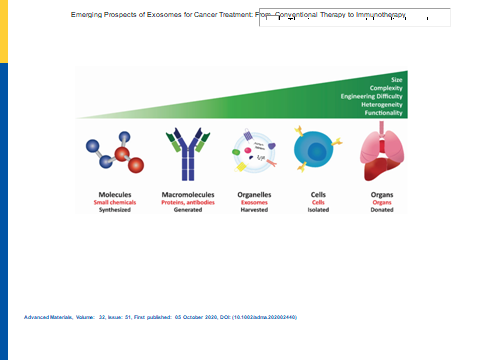 Emerging Prospects of Exosomes for Cancer Treatment: From Conventional Therapy to Immunotherapy
Size
Complexity
Engineering Difficulty
Heterogeneity
Functionality
Molecules Macromolecules Organelles Cells Organs
Small chemicals Proteins, antibodies Exosomes Cells Organs
Synthesized Generated Harvested Isolated Donated
Advanced Materials, Volume: 32, Issue: 51, First published: 05 October 2020, DOI: (10.1002/adma.202002440)